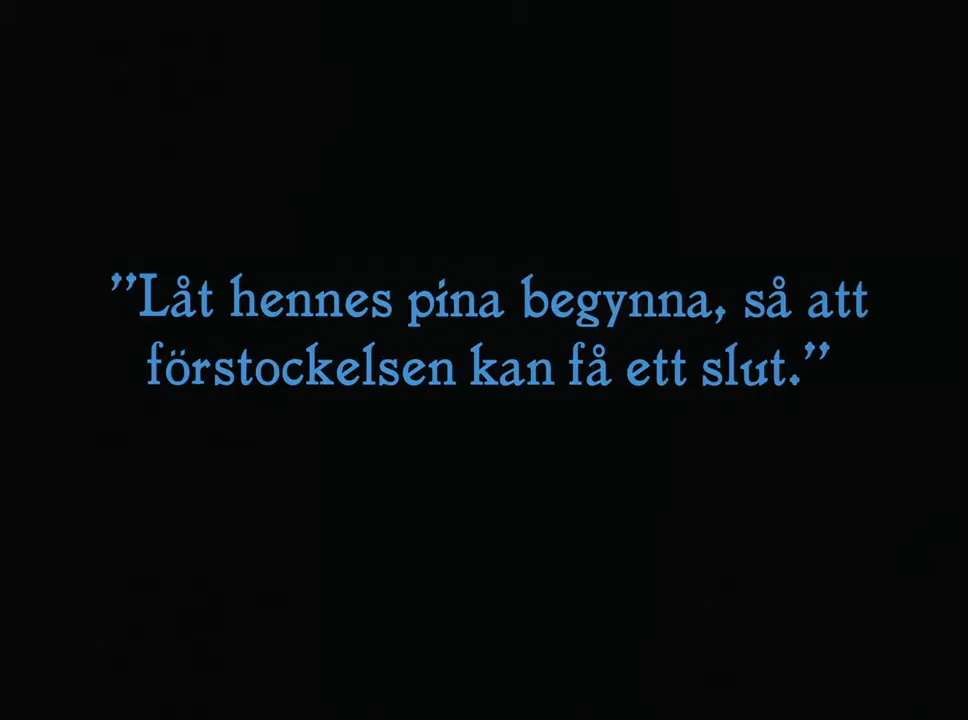 ”Låt hennes pina begynna, så att
förstockelsen kan få ett slut.”